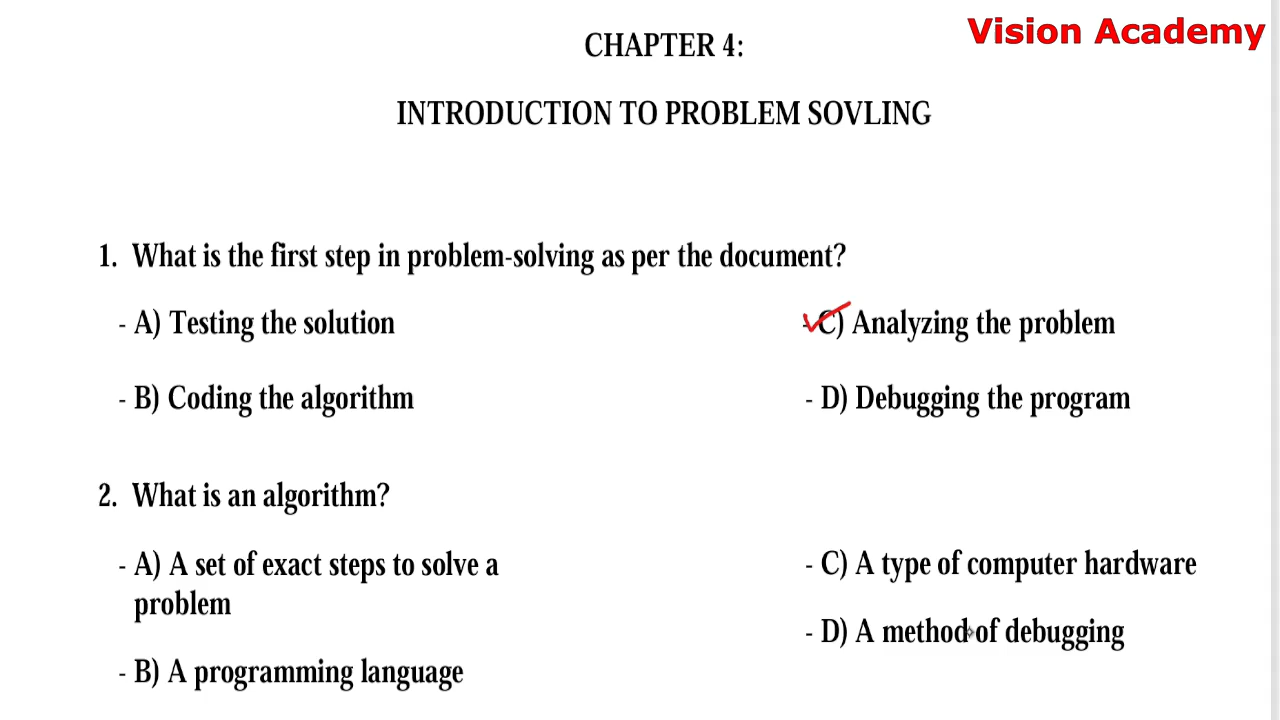 Vision Academy
CHAPTER 4:
INTRODUCTION TO PROBLEM SOVLING
1. What is the first step in problem-solving as per the document?
- A) Testing the solution
- B) Coding the algorithm
- C) Analyzing the problem
- D) Debugging the program
2. What is an algorithm?
- A) A set of exact steps to solve a
problem
- B) A programming language
- C) A type of computer hardware
- D) A method of debugging